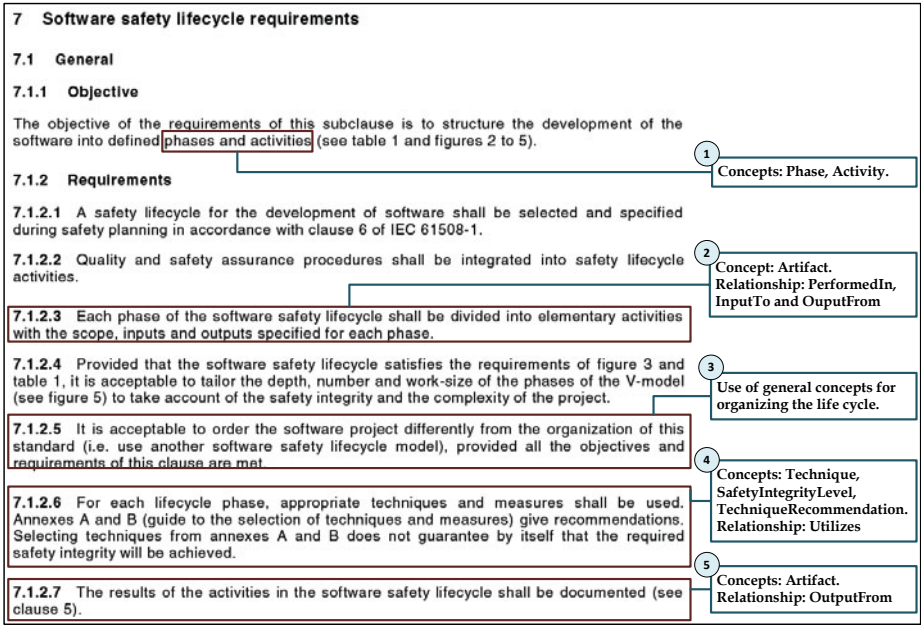 7 Software safety lifecycle requirements
7.1 General
7.1.1 Objective
The objective of the requirements of this subclause is to structure the development of the
software into defined phases and activities (see table 1 and figures 2 to 5).
1
Concepts: Phase, Activity.
7.1.2 Requirements
7.1.2.1 A safety lifecycle for the development of software shall be selected and specified
during safety planning in accordance with clause 6 of IEC 61508-1.
7.1.2.2 Quality and safety assurance procedures shall be integrated into safety lifecycle
activities.
2
Concept: Artifact.
Relationship: PerformedIn,
InputTo and OuputFrom
7.1.2.3 Each phase of the software safety lifecycle shall be divided into elementary activities
with the scope, inputs and outputs specified for each phase.
7.1.2.4 Provided that the software safety lifecycle satisfies the requirements of figure 3 and
table 1, it is acceptable to tailor the depth, number and work-size of the phases of the V-model
(see figure 5) to take account of the safety integrity and the complexity of the project.
3
Use of general concepts for
organizing the life cycle.
7.1.2.5 It is acceptable to order the software project differently from the organization of this
standard (i.e. use another software safety lifecycle model), provided all the objectives and
requirements of this clause are met
4
Concepts: Technique,
SafetyIntegrityLevel,
TechniqueRecommendation.
Relationship: Utilizes
7.1.2.6 For each lifecycle phase, appropriate techniques and measures shall be used.
Annexes A and B (guide to the selection of techniques and measures) give recommendations.
Selecting techniques from annexes A and B does not guarantee by itself that the required
safety integrity will be achieved.
5
Concepts: Artifact.
Relationship: OutputFrom
7.1.2.7 The results of the activities in the software safety lifecycle shall be documented (see
clause 5).